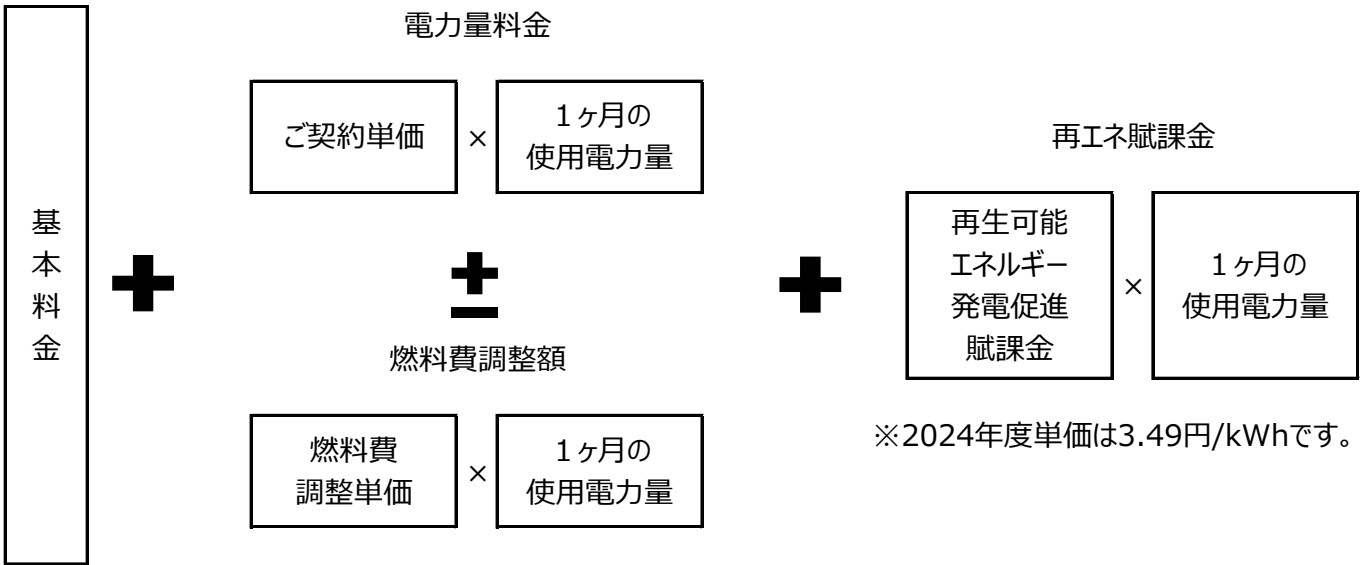 基
本
料
金
電力量料金
ご契約単価
×
1ヶ月の
使用電力量
燃料費調整額
燃料費
調整単価
×
1ヶ月の
使用電力量
再エネ賦課金
再生可能
エネルギー
発電促進
賦課金
×
1ヶ月の
使用電力量
※2024年度単価は3.49円/kWhです。